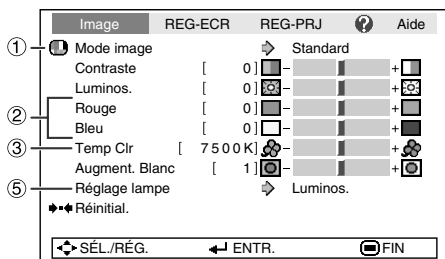 Image REG-ECR REG-PRJ ? Aide
① Mode image Standard
Contraste [ 0] - +
Luminos. [ 0] - +
② Rouge [ 0] - +
Bleu [ 0] - +
③ Temp Clr [ 7500K] - +
Augment. Blanc [ 1] - +
⑤ Réglage lampe Luminos.
Réinitial.
SÉL./RÉG. ENTR. FIN